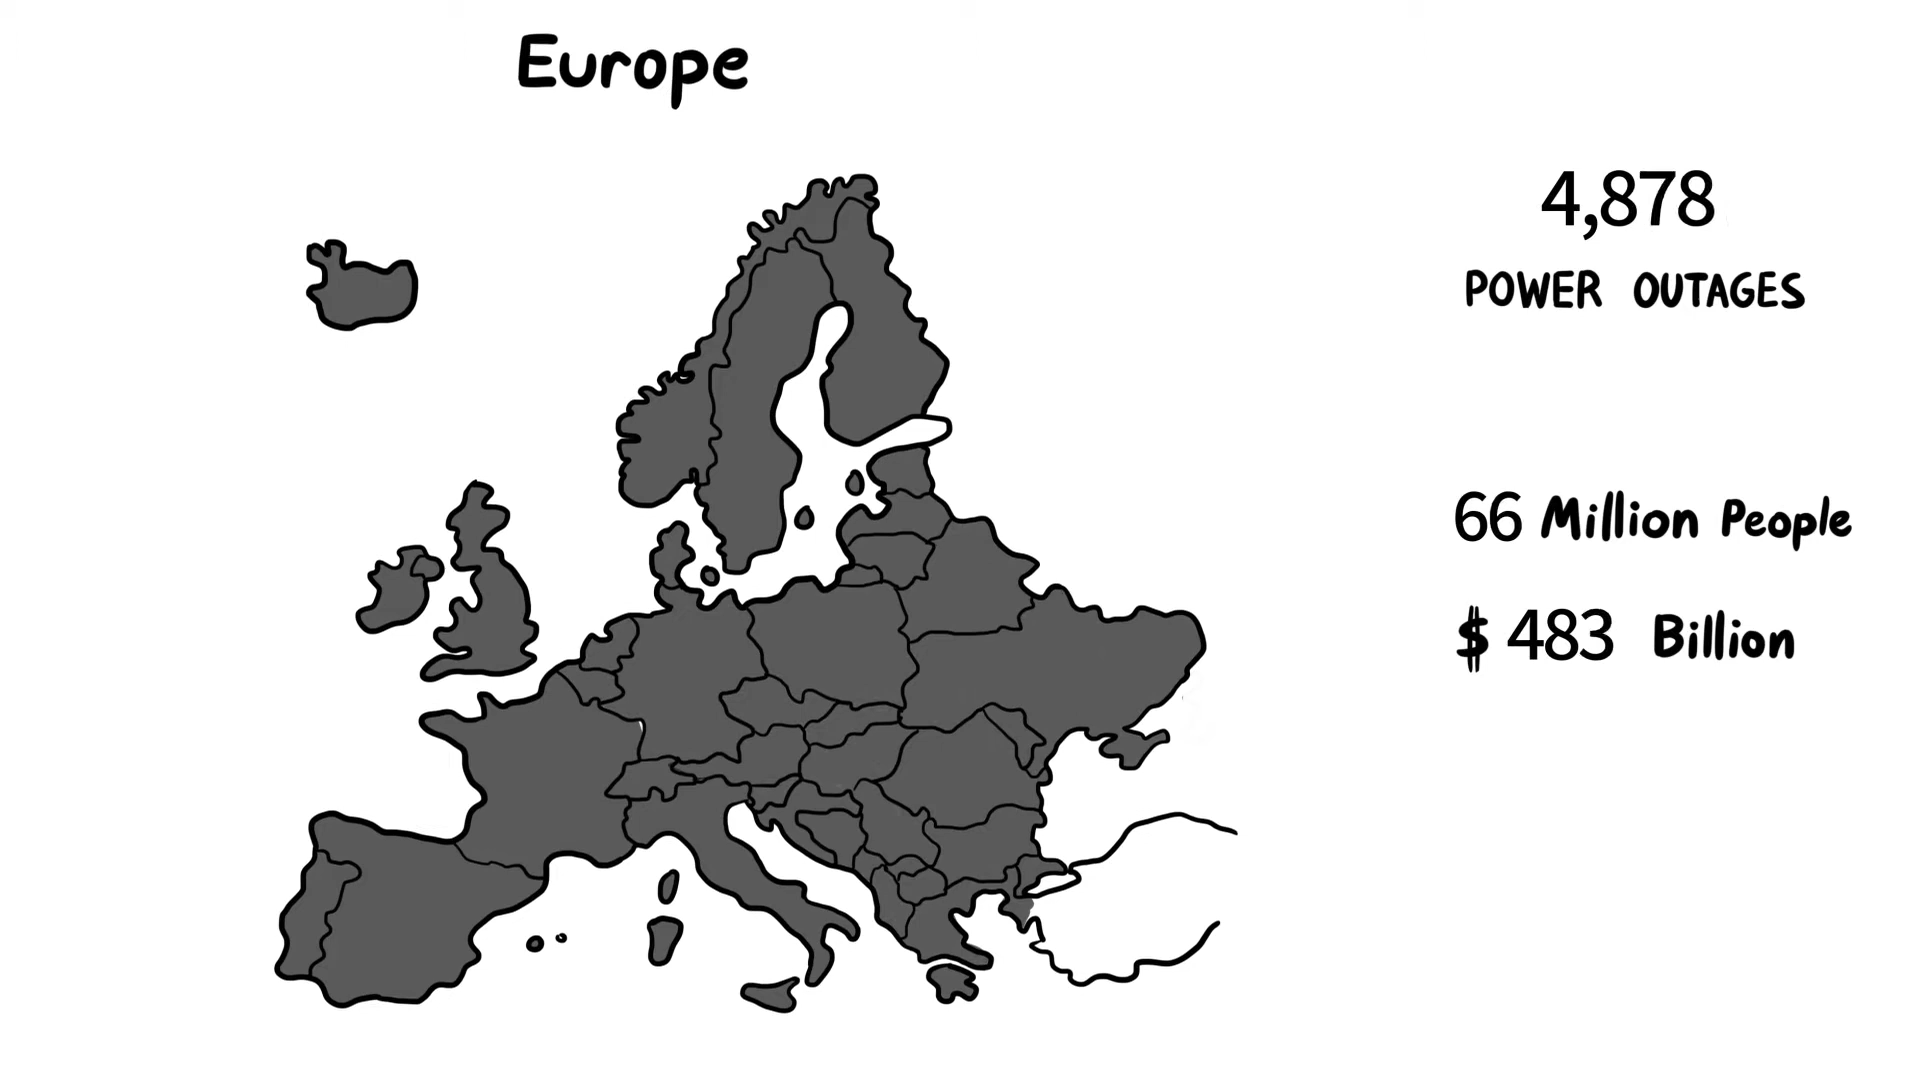 Europe
4,878
POWER OUTAGES
66 Million People
$ 483 Billion